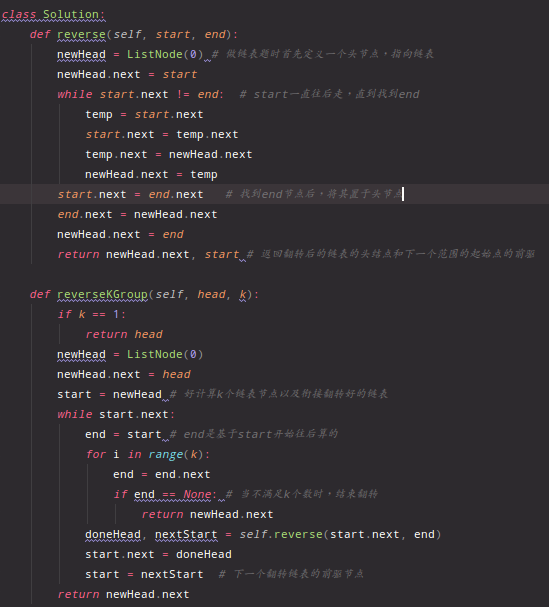 class Solution:
    def reverse(self, start, end):
        newHead = ListNode(0) # 做链表题时首先定义一个头节点，指向链表
        newHead.next = start
        while start.next != end:  # start一直往后走，直到找到end
            temp = start.next
            start.next = temp.next
            temp.next = newHead.next
            newHead.next = temp
        start.next = end.next   # 找到end节点后，将其置于头节点
        end.next = newHead.next
        newHead.next = end
        return newHead.next, start # 返回翻转后的链表的头结点和下一个范围的起始点的前驱
    def reverseKGroup(self, head, k):
        if k == 1:
            return head
        newHead = ListNode(0)
        newHead.next = head
        start = newHead # 好计算k个链表节点以及衔接翻转好的链表
        while start.next:
            end = start # end是基于start开始往后算的
            for i in range(k):
                end = end.next
                if end == None: # 当不满足k个数时，结束翻转
                    return newHead.next
            doneHead, nextStart = self.reverse(start.next, end)
            start.next = doneHead
            start = nextStart  # 下一个翻转链表的前驱节点
        return newHead.next